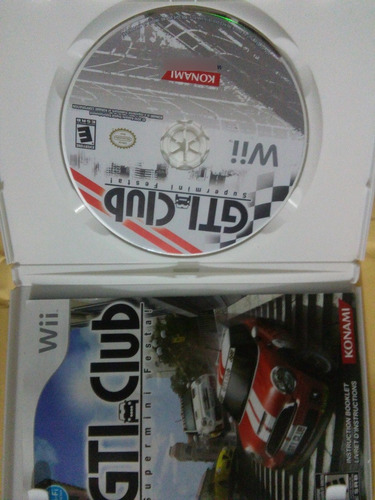 KONAMI
Wii
E
GTI Club
Supermini Festa!
Wii
GTI Club
Supermini Festa!
KONAMI
INSTRUCTION BOOKLET
LIVRET D'INSTRUCTIONS